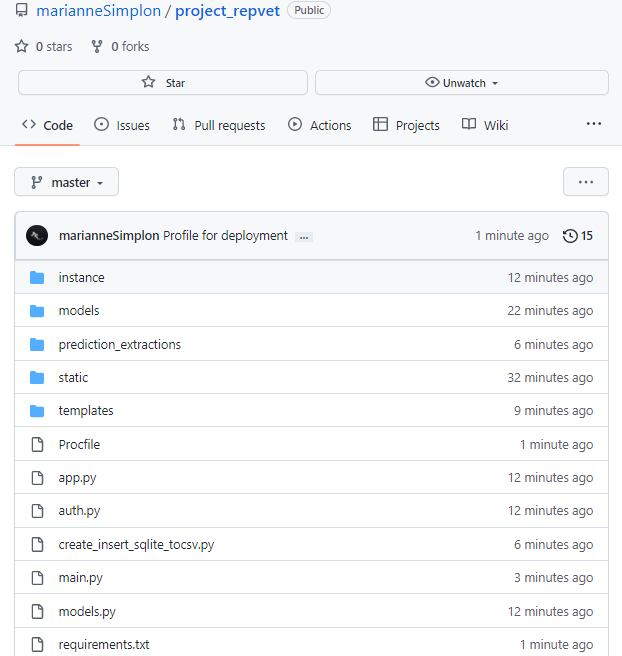 marianneSimplon / project_repvet Public
0 stars 0 forks
Star Unwatch
Code Issues Pull requests Actions Projects Wiki ...
master ...
marianneSimplon Profile for deployment ... 1 minute ago 15
instance 12 minutes ago
models 22 minutes ago
prediction_extractions 6 minutes ago
static 32 minutes ago
templates 9 minutes ago
Procfile 1 minute ago
app.py 12 minutes ago
auth.py 12 minutes ago
create_insert_sqlite_tocsv.py 6 minutes ago
main.py 3 minutes ago
models.py 12 minutes ago
requirements.txt 1 minute ago